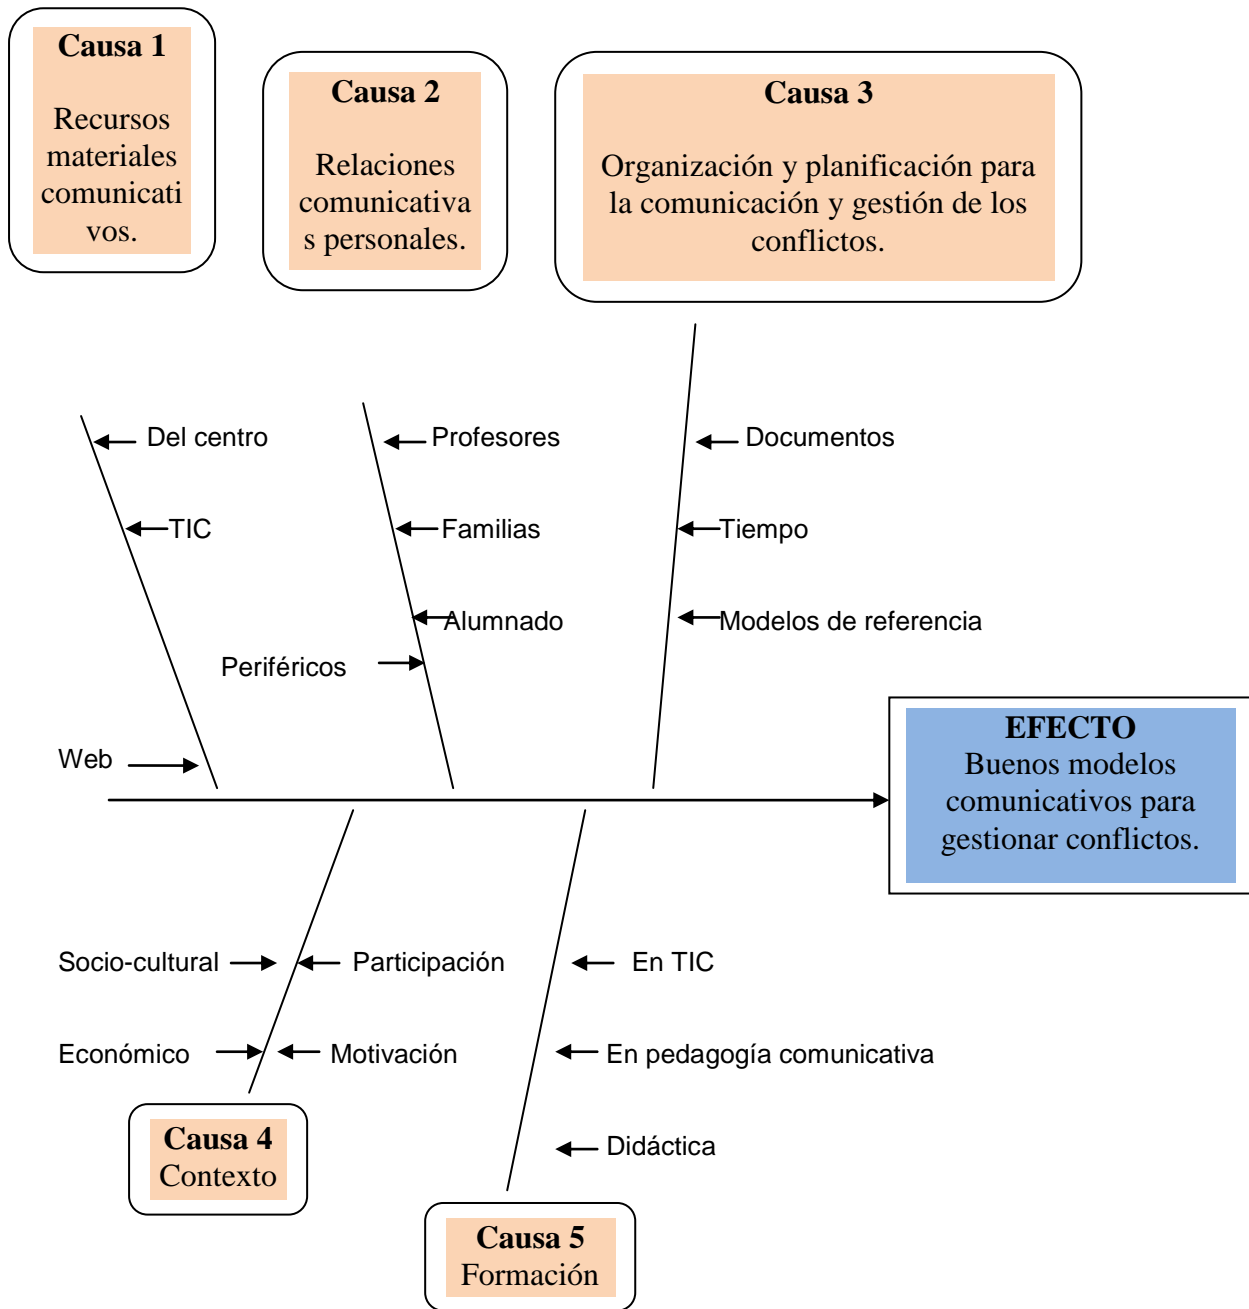 Causa 1
Recursos
materiales
comunicati
vos.
Causa 2
Relaciones
comunicativa
s personales.
Causa 3
Organización y planificación para
la comunicación y gestión de los
conflictos.
Del centro
TIC
Web
Profesores
Familias
Alumnado
Periféricos
Documentos
Tiempo
Modelos de referencia
EFECTO
Buenos modelos
comunicativos para
gestionar conflictos.
Socio-cultural
Participación
Económico
Motivación
Causa 4
Contexto
En TIC
En pedagogía comunicativa
Didáctica
Causa 5
Formación